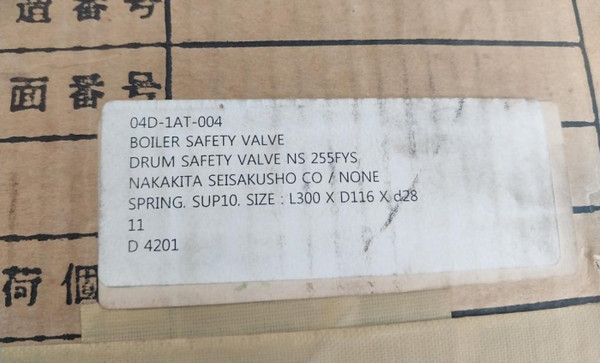 番号
面番号
04D-1AT-004
BOILER SAFETY VALVE
DRUM SAFETY VALVE NS 255FYS
NAKAKITA SEISAKUSHO CO / NONE
SPRING. SUP10. SIZE : L300 X D116 X d28
11
D 4201
荷個